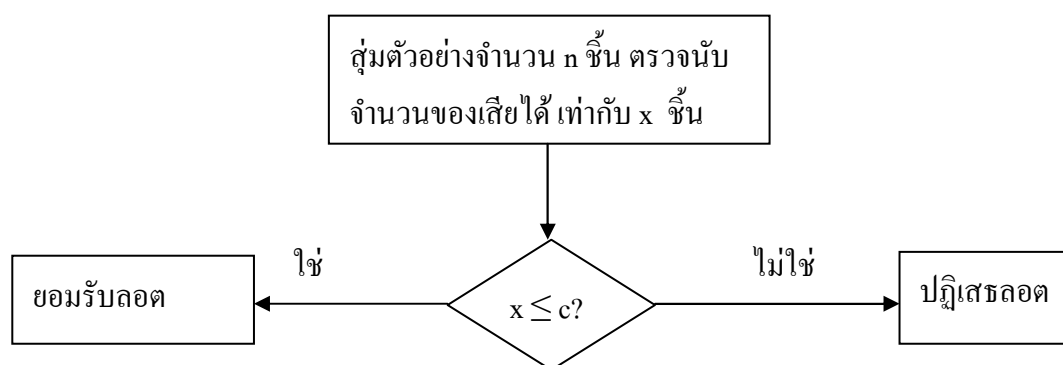 สุ่มตัวอย่างจำนวน n ชิ้น ตรวจนับ
จำนวนของเสียได้ เท่ากับ x ชิ้น
ใช่
ไม่ใช่
ยอมรับลอต
x ≤ c?
ปฏิเสธลอต